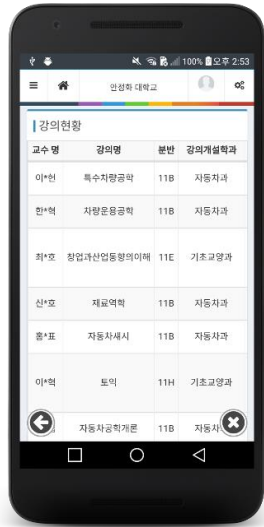 100% 오후 2:53
안성화 대학교
강의현황
교수 명 강의명 분반 강의개설학과
이*헌 특수차량공학 11B 자동차과
한*혁 차량운용공학 11B 자동차과
최*호 창업과산업동향의이해 11E 기초교양과
신*호 재료역학 11B 자동차과
홍*표 자동차새시 11B 자동차과
이*혁 토익 11H 기초교양과
자동차공학개론 11B 자동차